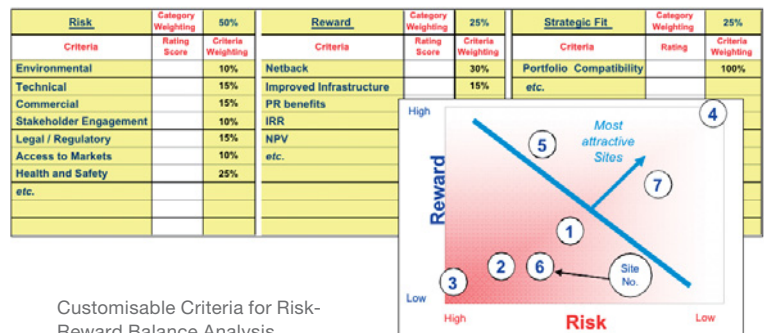 Risk Category Weighting 50% Reward Category Weighting 25% Strategic Fit Category Weighting 25%
Criteria Rating Score Criteria Weighting Criteria Rating Score Criteria Weighting Criteria Rating Criteria Weighting
Environmental 10% Netback 30% Portfolio Compatibility 100%
Technical 15% Improved Infrastructure 15% etc.
Commercial 15% PR benefits
Stakeholder Engagement 10% IRR
Legal / Regulatory 15% NPV
Access to Markets 10% etc.
Health and Safety 25%
etc.
High
4
Most
attractive
Sites
5
7
Reward
1
2
6
Site
No.
3
Low
High
Risk
Low
Customisable Criteria for Risk-
Reward Balance Analysis